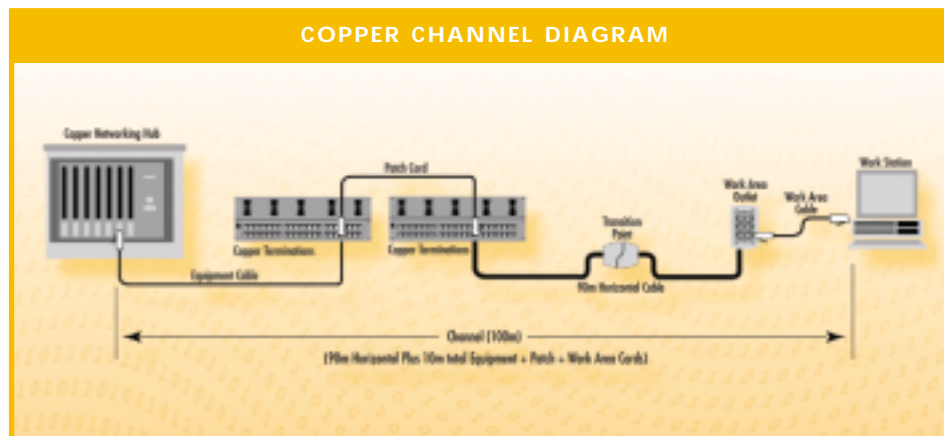 COPPER CHANNEL DIAGRAM
Copper Networking Hub
Patch Cord
Work Station
Work Area
Outlet
Work Area
Cable
Transition
Point
Copper Terminations
Copper Terminations
Equipment Cable
90m Horizontal Cable
Channel (100m)
(90m Horizontal Plus 10m total Equipment + Patch + Work Area Cords)